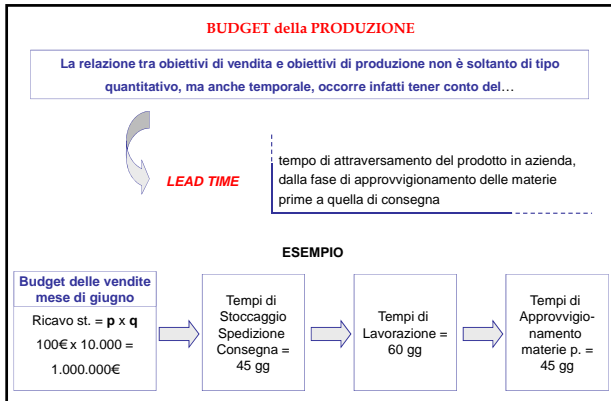 BUDGET della PRODUZIONE
La relazione tra obiettivi di vendita e obiettivi di produzione non è soltanto di tipo
quantitativo, ma anche temporale, occorre infatti tener conto del…
LEAD TIME
tempo di attraversamento del prodotto in azienda,
dalla fase di approvvigionamento delle materie
prime a quella di consegna
ESEMPIO
Budget delle vendite
mese di giugno
Ricavo st. = p x q
100€ x 10.000 =
1.000.000€
Tempi di
Stoccaggio
Spedizione
Consegna =
45 gg
Tempi di
Lavorazione =
60 gg
Tempi di
Approvvigio-
namento
materie p. =
45 gg